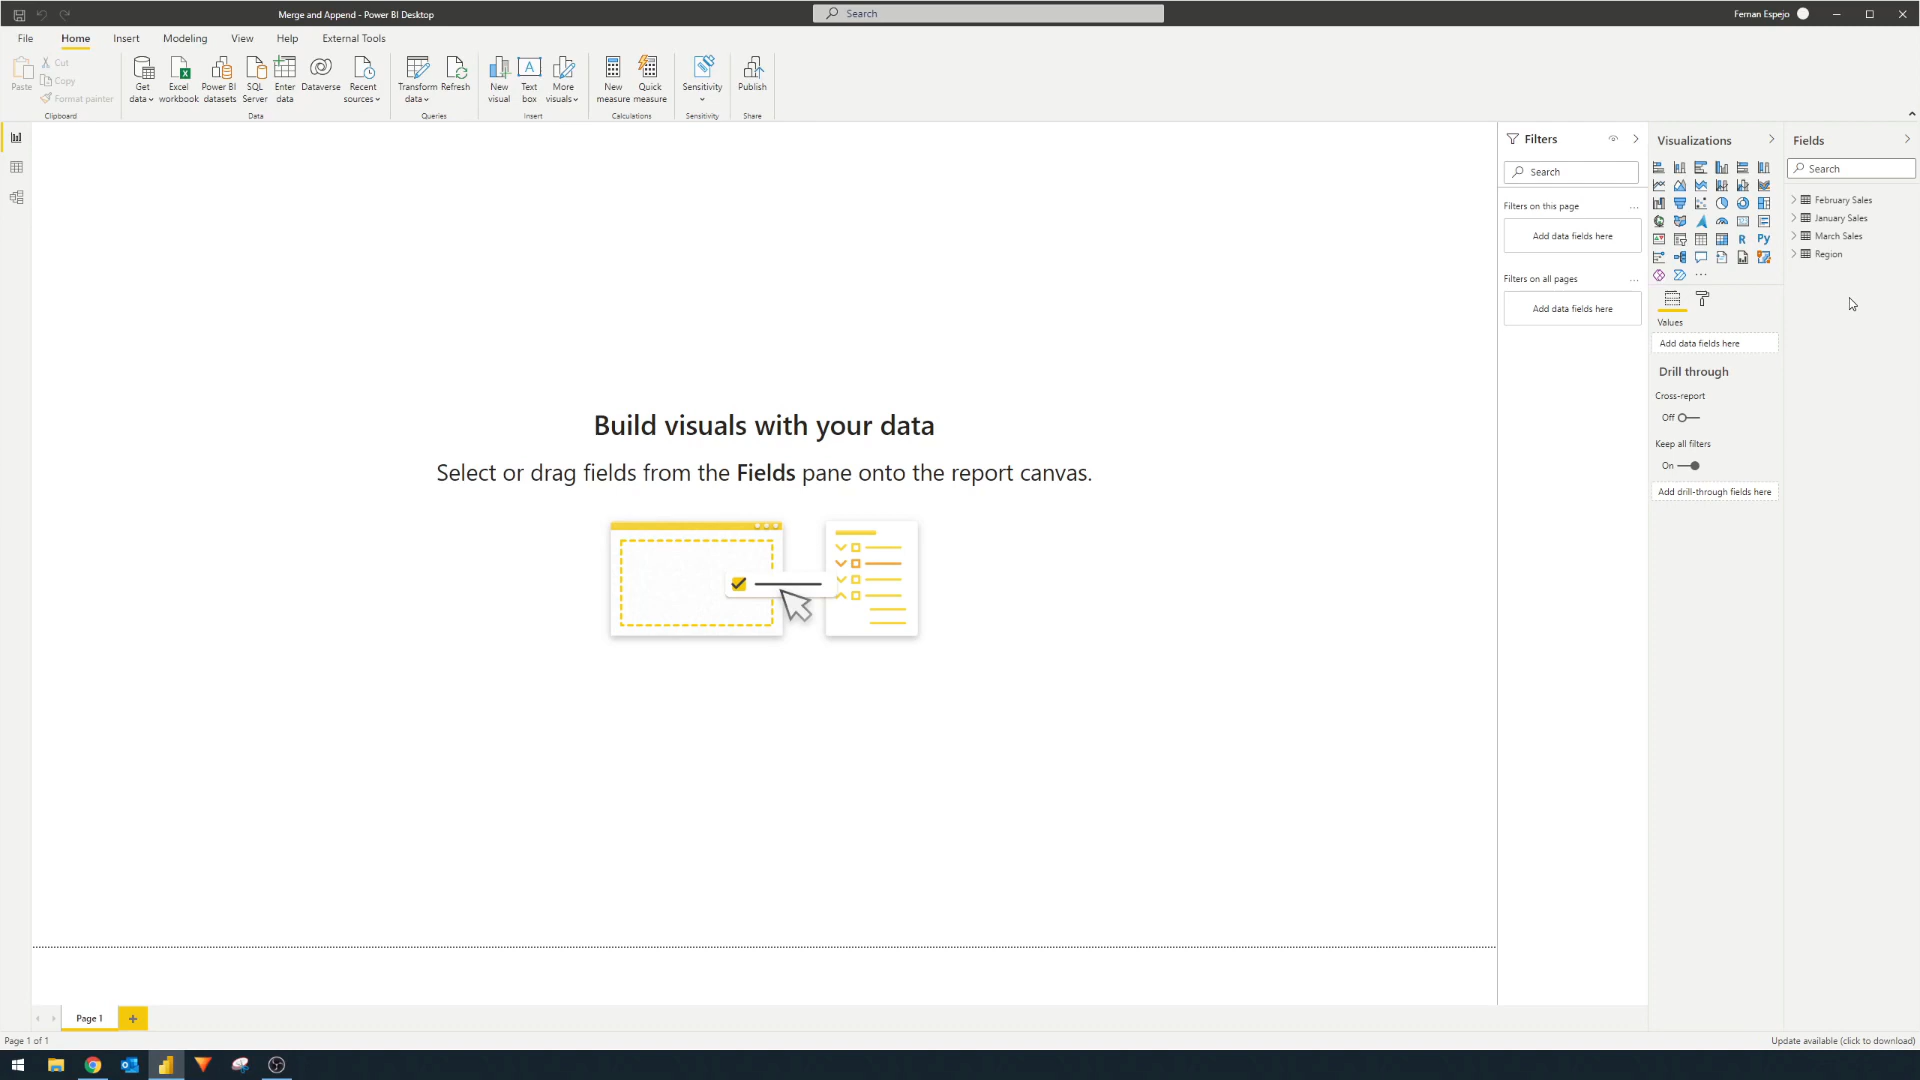 Merge and Append - Power BI Desktop
Search
Fernan Espejo
File
Home
Insert
Modeling
View
Help
External Tools
Paste
Cut
Copy
Format painter
Clipboard
Get
data
Excel
workbook
Power BI
datasets
SQL
Server
Enter
data
Dataverse
Recent
sources
Data
Transform
data
Refresh
Queries
New
visual
Text
box
More
visuals
Insert
New
measure
Quick
measure
Calculations
Sensitivity
Sensitivity
Publish
Share
Build visuals with your data
Select or drag fields from the Fields pane onto the report canvas.
Filters
Search
Filters on this page
...
Add data fields here
Filters on all pages
...
Add data fields here
Visualizations
R
Py
...
Values
Add data fields here
Drill through
Cross-report
Off
Keep all filters
On
Add drill-through fields here
Fields
Search
February Sales
January Sales
March Sales
Region
Page 1
+
Page 1 of 1
Update available (click to download)